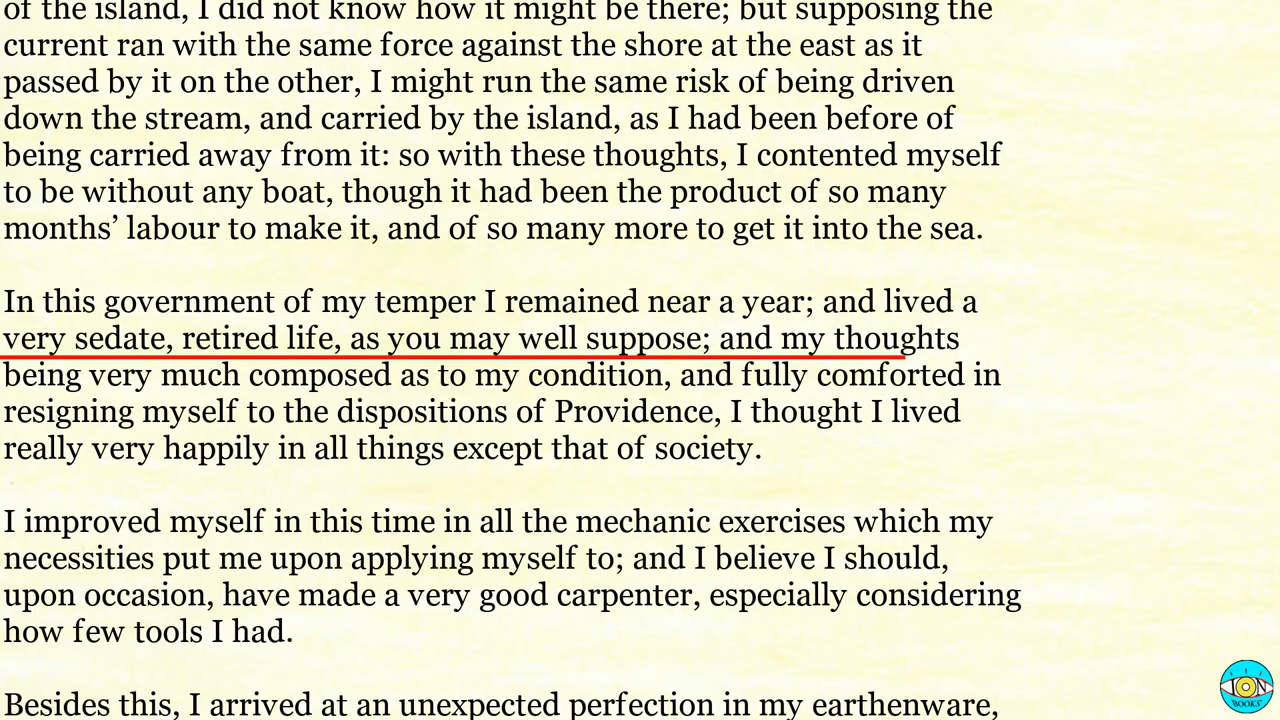 of the island, I did not know how it might be there; but supposing the
current ran with the same force against the shore at the east as it
passed by it on the other, I might run the same risk of being driven
down the stream, and carried by the island, as I had been before of
being carried away from it: so with these thoughts, I contented myself
to be without any boat, though it had been the product of so many
months’ labour to make it, and of so many more to get it into the sea.
In this government of my temper I remained near a year; and lived a
very sedate, retired life, as you may well suppose; and my thoughts
being very much composed as to my condition, and fully comforted in
resigning myself to the dispositions of Providence, I thought I lived
really very happily in all things except that of society.
I improved myself in this time in all the mechanic exercises which my
necessities put me upon applying myself to; and I believe I should,
upon occasion, have made a very good carpenter, especially considering
how few tools I had.
Besides this, I arrived at an unexpected perfection in my earthenware,
ION
BOOKS